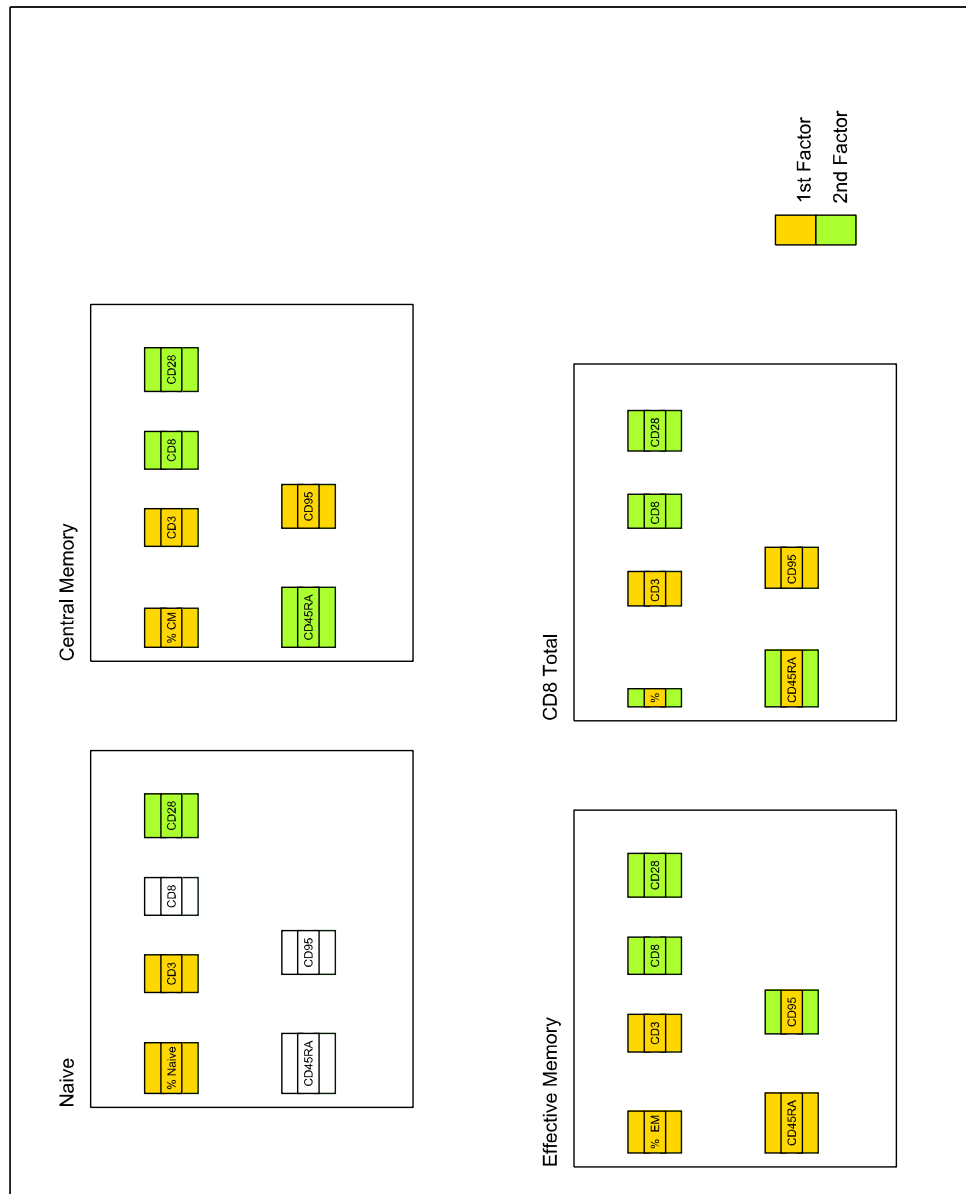 Naive
% Naive
CD3
CD8
CD28
CD45RA
CD95
Central Memory
% CM
CD3
CD8
CD28
CD45RA
CD95
Effective Memory
% EM
CD3
CD8
CD28
CD45RA
CD95
CD8 Total
%
CD3
CD8
CD28
CD45RA
CD95
1st Factor
2nd Factor